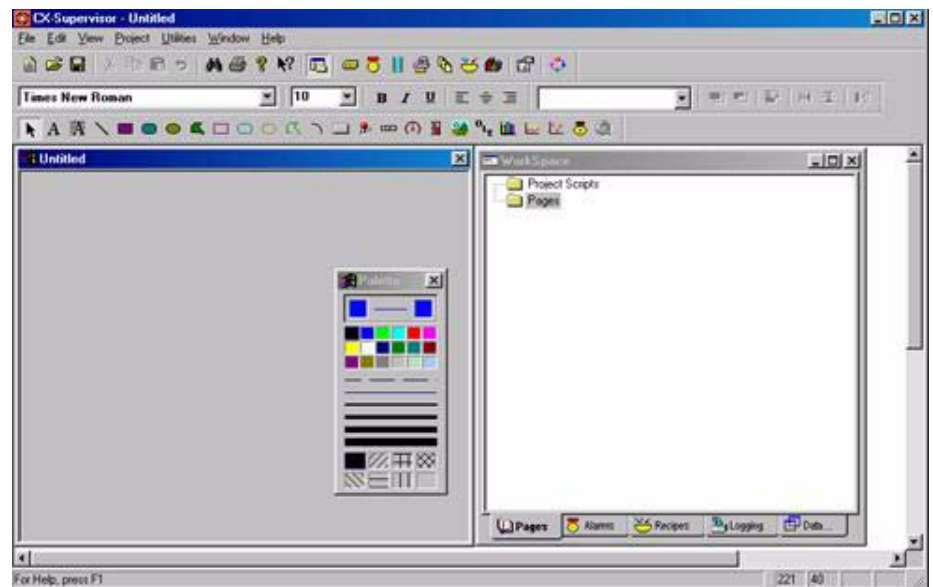 CX-Supervisor - Untitled
File Edit View Project Utilities Window Help
Times New Roman 10 B I U
Untitled
WorkSpace
Project Scripts
Pages
Palette
Pages Alarms Recipes Logging Data...
For Help, press F1 221 40